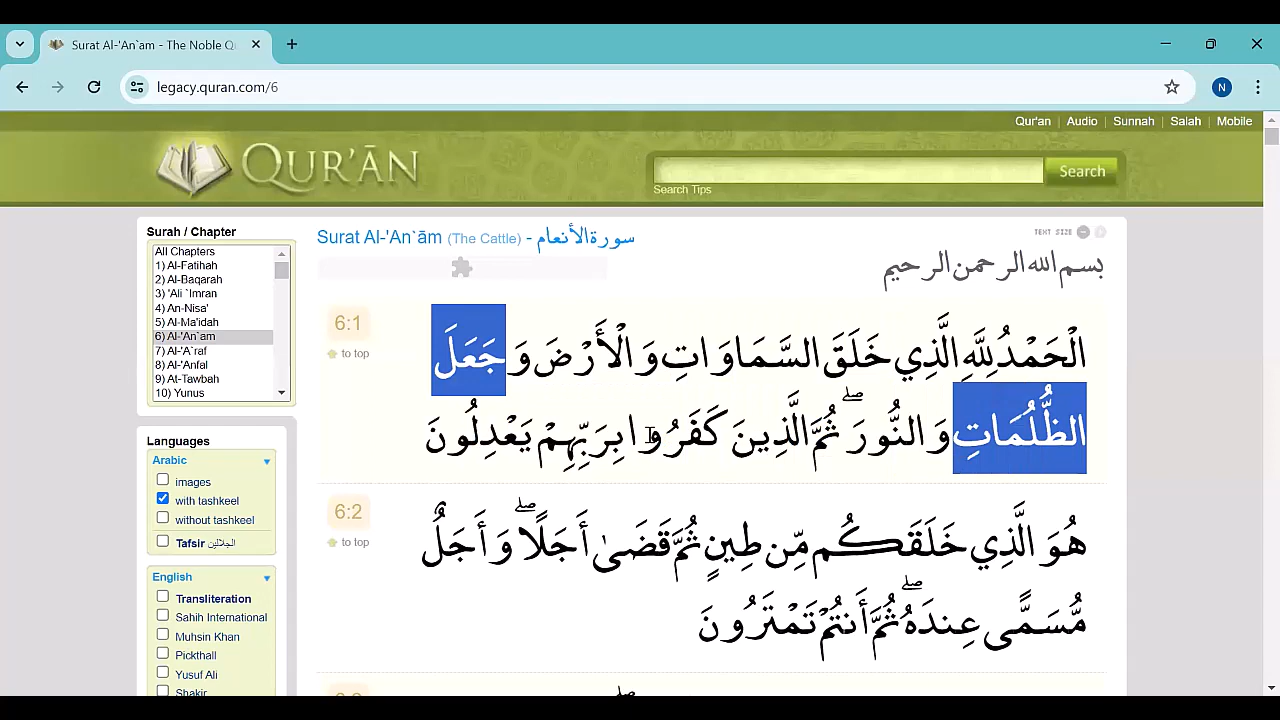 Surat Al-'An`am - The Noble Q
legacy.quran.com/6
N
Qur'an | Audio | Sunnah | Salah | Mobile
QUR'ĀN
Search
Search Tips
Surah / Chapter
All Chapters
1) Al-Fatihah
2) Al-Baqarah
3) 'Ali `Imran
4) An-Nisa'
5) Al-Ma'idah
6) Al-'An`am
7) Al-'A`raf
8) Al-'Anfal
9) At-Tawbah
10) Yunus
Languages
Arabic
images
with tashkeel
without tashkeel
Tafsir الجلالين
English
Transliteration
Sahih International
Muhsin Khan
Pickthall
Yusuf Ali
Shakir
Surat Al-'An`ām (The Cattle) - سورة الأنعام
TEXT SIZE
بسم الله الرحمن الرحيم
6:1
to top
الْحَمْدُ لِلَّهِ الَّذِي خَلَقَ السَّمَاوَاتِ وَالْأَرْضَ وَجَعَلَ
الظُّلُمَاتِ وَالنُّورَ ۖ ثُمَّ الَّذِينَ كَفَرُوا بِرَبِّهِمْ يَعْدِلُونَ
6:2
to top
هُوَ الَّذِي خَلَقَكُم مِّن طِينٍ ثُمَّ قَضَىٰ أَجَلًا ۖ وَأَجَلٌ
مُّسَمًّى عِندَهُ ۖ ثُمَّ أَنتُمْ تَمْتَرُونَ